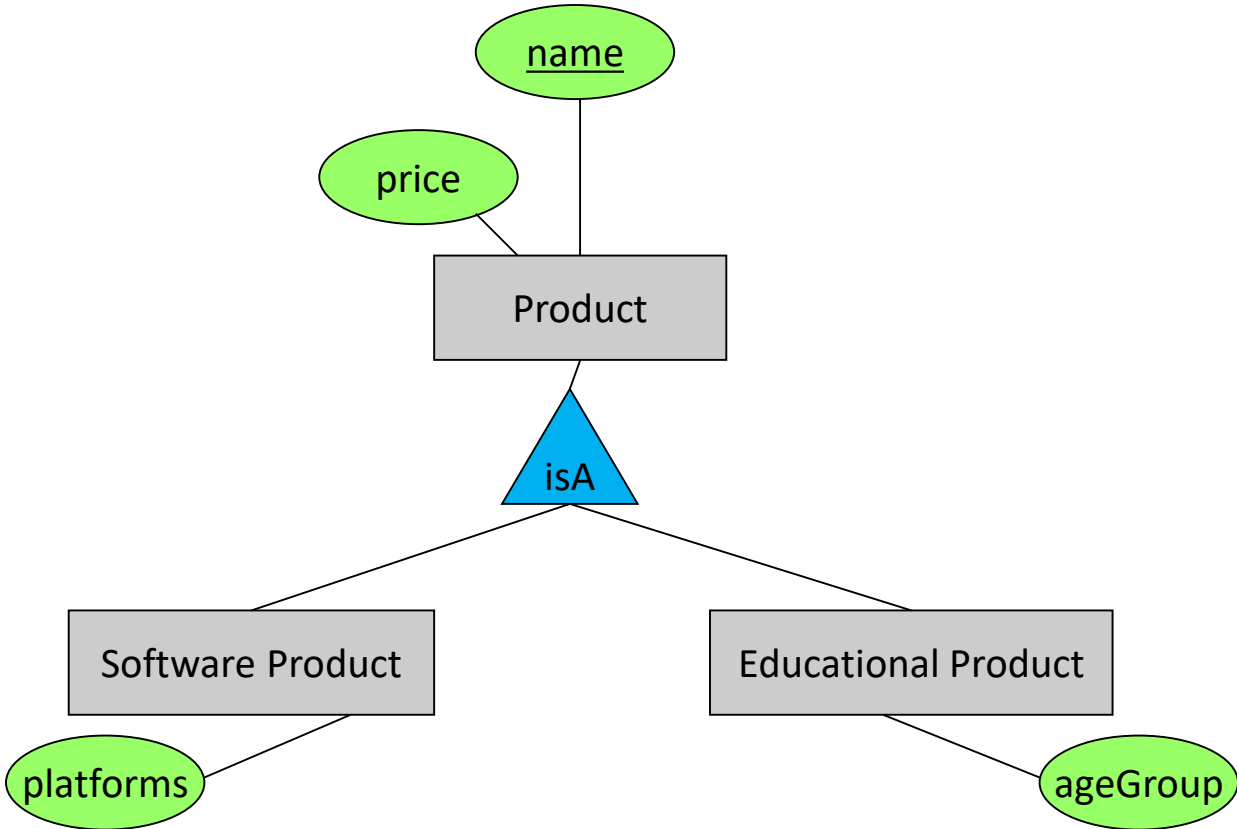 name
price
Product
isA
Software Product
Educational Product
platforms
ageGroup